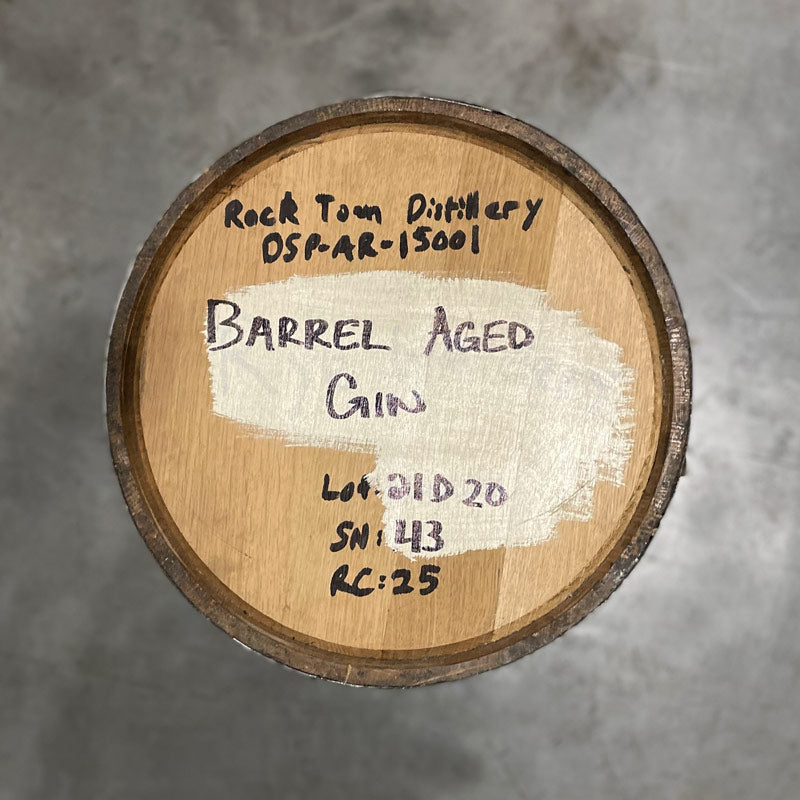 Rock Town Distillery
DSP-AR-15001
BARREL AGED
GIN
Lot: 21D20
SN: 43
RC: 25